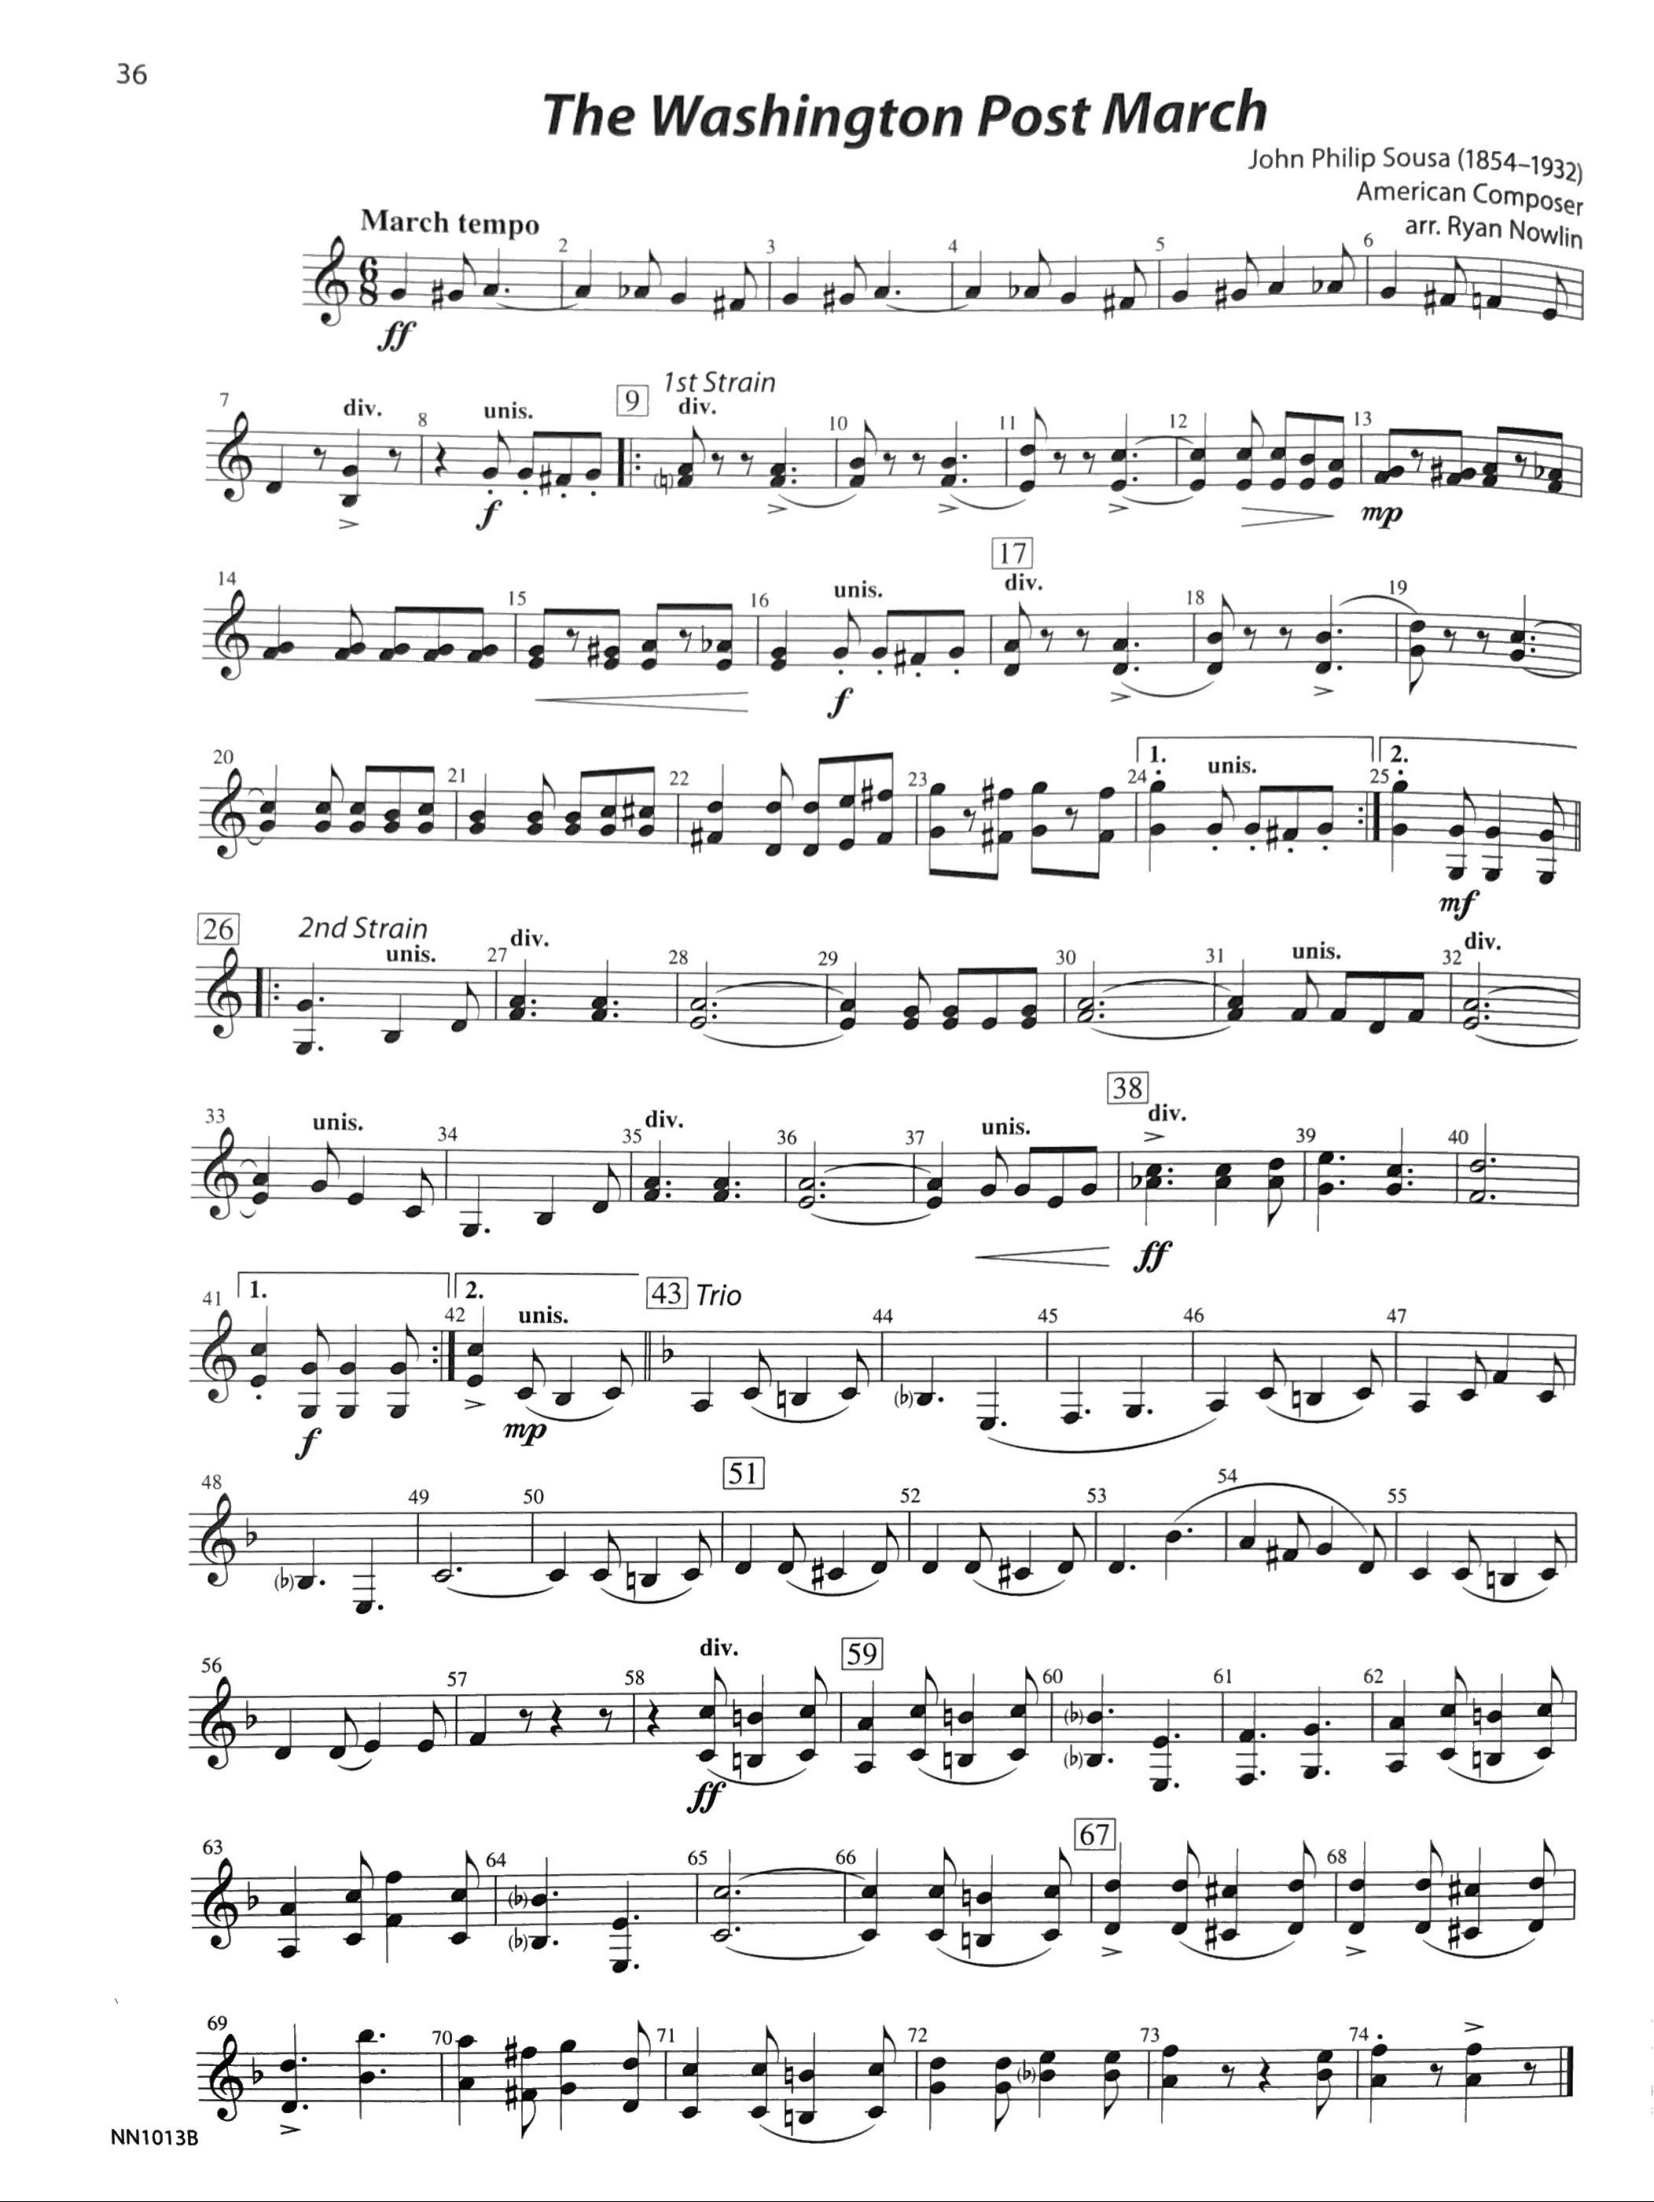 36
The Washington Post March
John Philip Sousa (1854–1932)
American Composer
arr. Ryan Nowlin
March tempo
2 3 4 5 6
6
8
ff
7 div. 8 unis. 9 1st Strain div. 10 11 12 13
f mp
14 15 16 unis. 17 div. 18 19
f
20 21 22 23 24 1. unis. 25 2.
mf
26 2nd Strain unis. 27 div. 28 29 30 31 unis. 32 div.
33 unis. 34 35 div. 36 37 unis. 38 div. 39 40
ff
41 1. 42 2. unis. 43 Trio 44 45 46 47
f mp
48 49 50 51 52 53 54 55
56 57 58 div. 59 60 61 62
ff
63 64 65 66 67 68
69 70 71 72 73 74
NN1013B